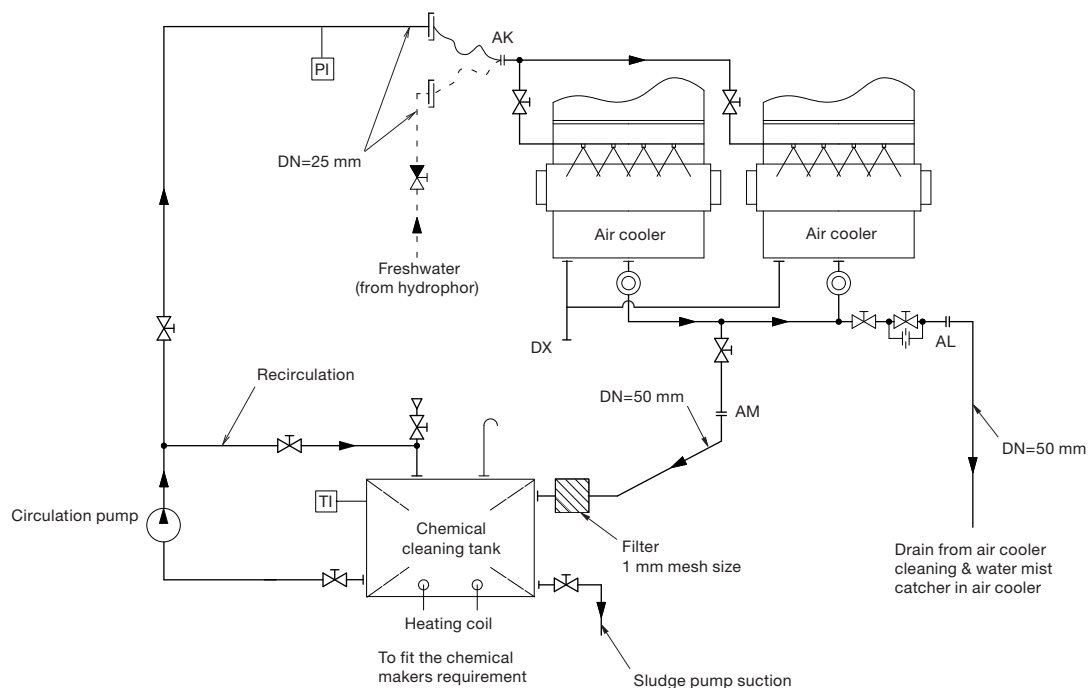 AK
PI
DN=25 mm
Air cooler
Air cooler
Freshwater
(from hydrophor)
DX
AL
Recirculation
DN=50 mm
AM
DN=50 mm
TI
Circulation pump
Chemical
cleaning tank
Filter
1 mm mesh size
Drain from air cooler
cleaning & water mist
catcher in air cooler
Heating coil
To fit the chemical
makers requirement
Sludge pump suction